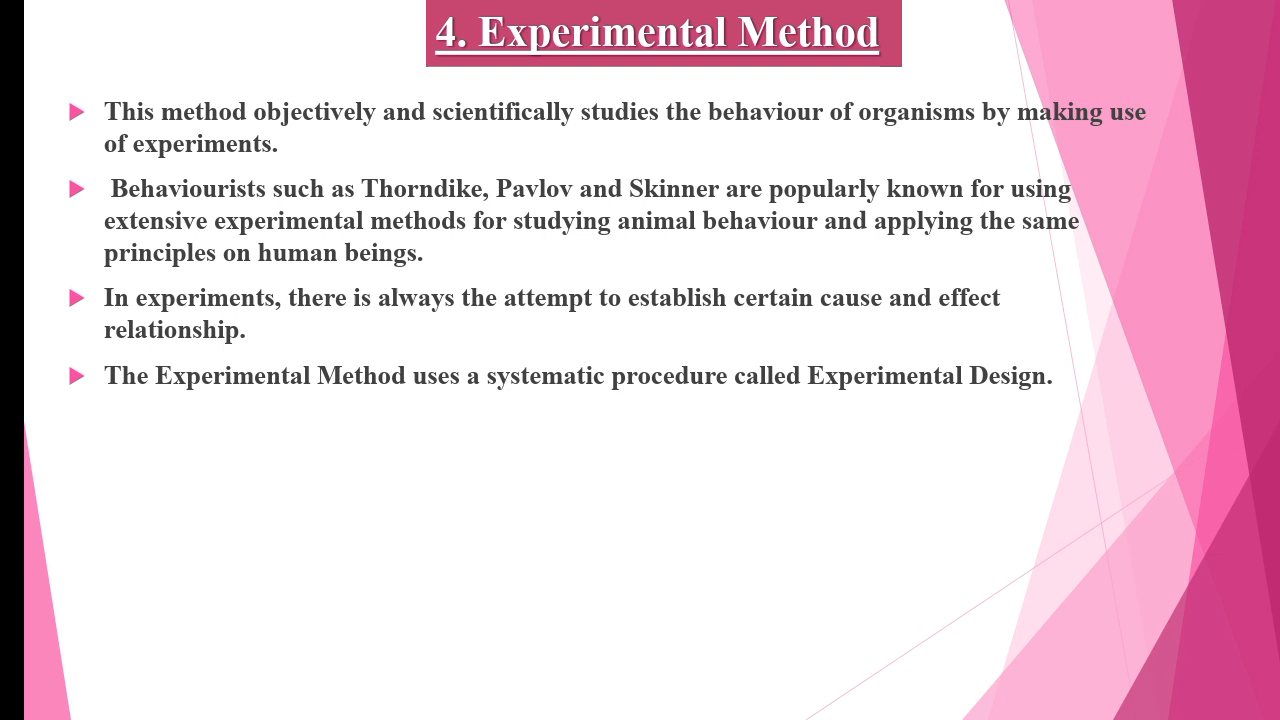 4. Experimental Method
This method objectively and scientifically studies the behaviour of organisms by making use
of experiments.
Behaviourists such as Thorndike, Pavlov and Skinner are popularly known for using
extensive experimental methods for studying animal behaviour and applying the same
principles on human beings.
In experiments, there is always the attempt to establish certain cause and effect
relationship.
The Experimental Method uses a systematic procedure called Experimental Design.